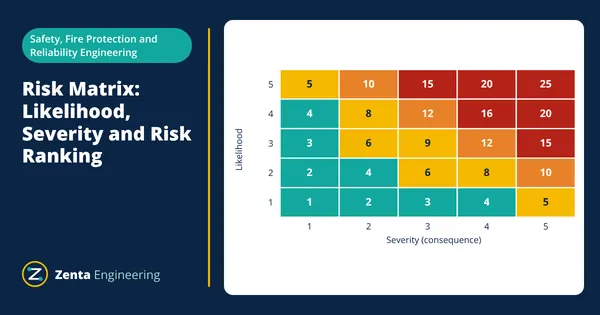 Safety, Fire Protection and
Reliability Engineering
Risk Matrix:
Likelihood,
Severity and Risk
Ranking
Zenta Engineering
Likelihood
5 5 10 15 20 25
4 4 8 12 16 20
3 3 6 9 12 15
2 2 4 6 8 10
1 1 2 3 4 5
1 2 3 4 5
Severity (consequence)